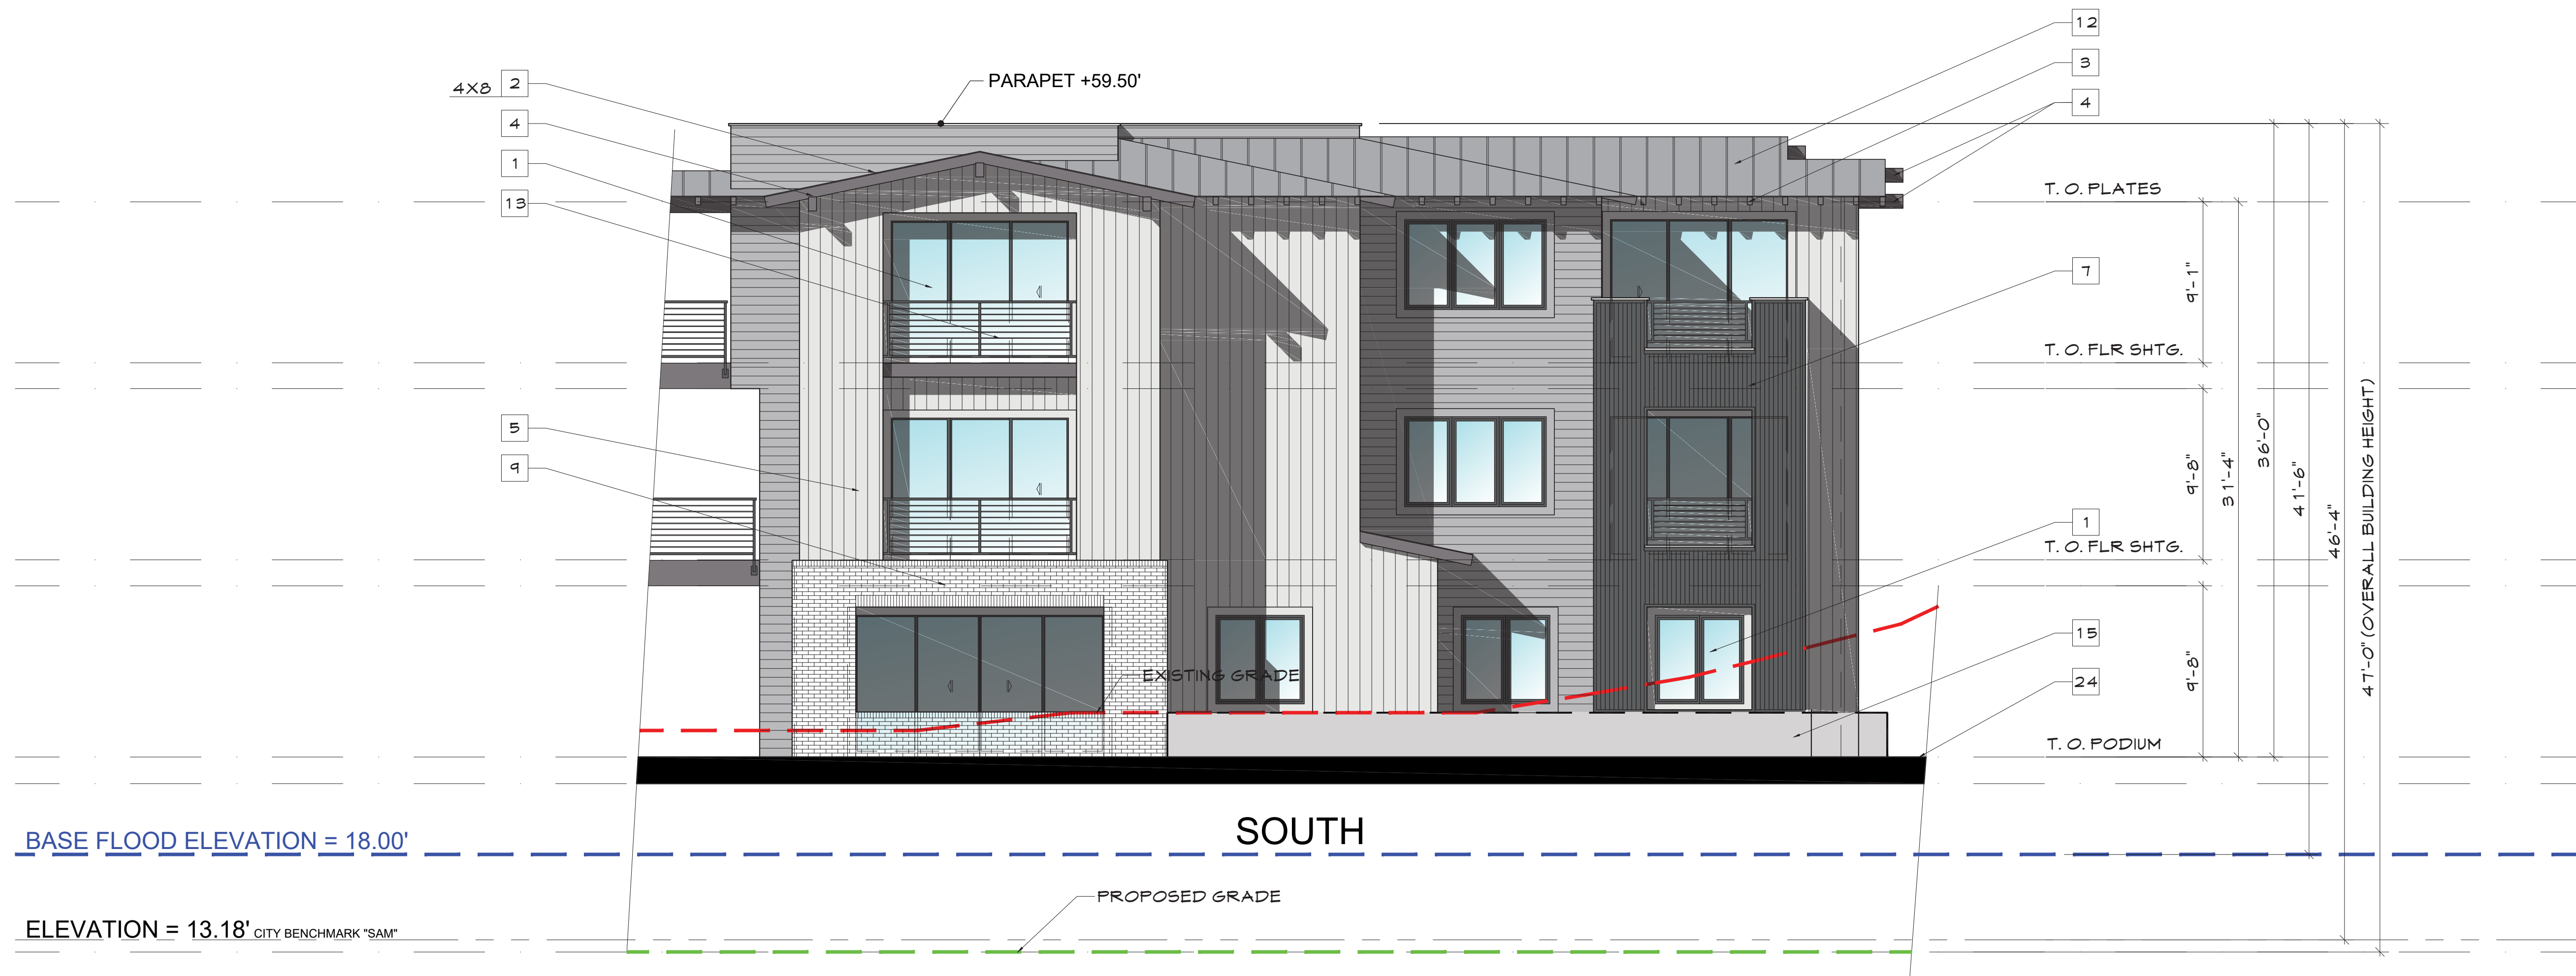 12
3
PARAPET +59.50'
4X8 2
4
4
1
13
T. O. PLATES
7
9'-1"
T. O. FLR SHTG.
5
9
9'-8"
31'-4"
36'-0"
41'-6"
46'-4"
47'-0" (OVERALL BUILDING HEIGHT)
1
T. O. FLR SHTG.
15
9'-8"
EXISTING GRADE
24
T. O. PODIUM
SOUTH
BASE FLOOD ELEVATION = 18.00'
PROPOSED GRADE
ELEVATION = 13.18' CITY BENCHMARK "SAM"